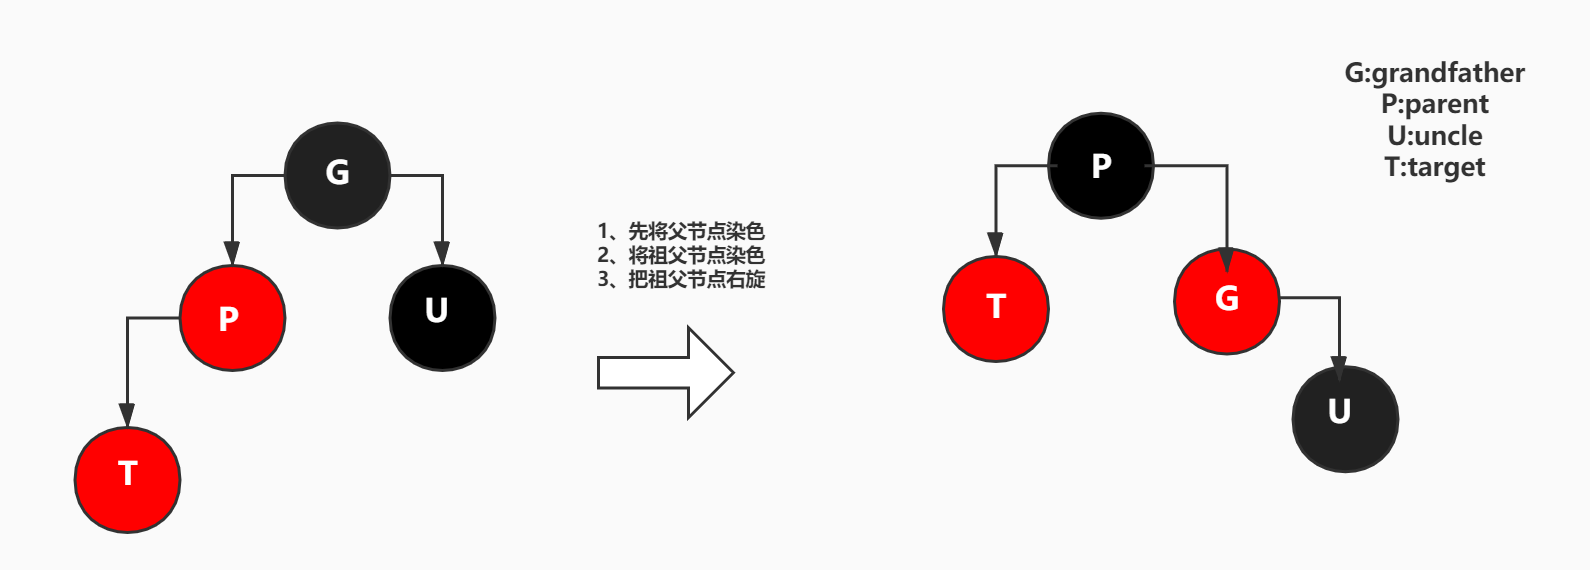 G
P
U
T
1、先将父节点染色
2、将祖父节点染色
3、把祖父节点右旋
P
T
G
U
G:grandfather
P:parent
U:uncle
T:target